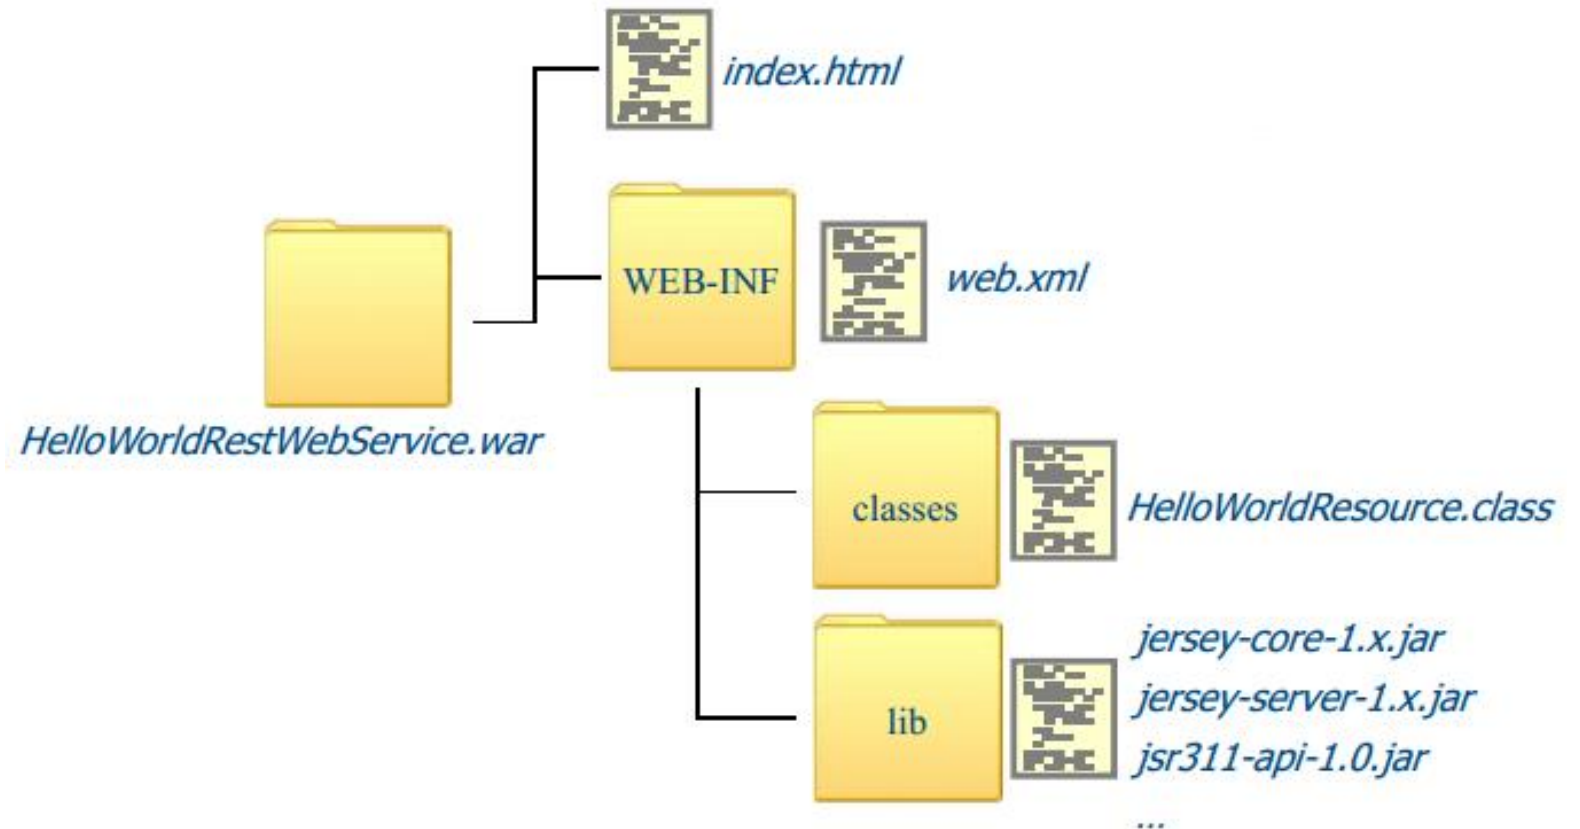 index.html
WEB-INF
web.xml
HelloWorldRestWebService.war
classes
HelloWorldResource.class
lib
jersey-core-1.x.jar
jersey-server-1.x.jar
jsr311-api-1.0.jar
...